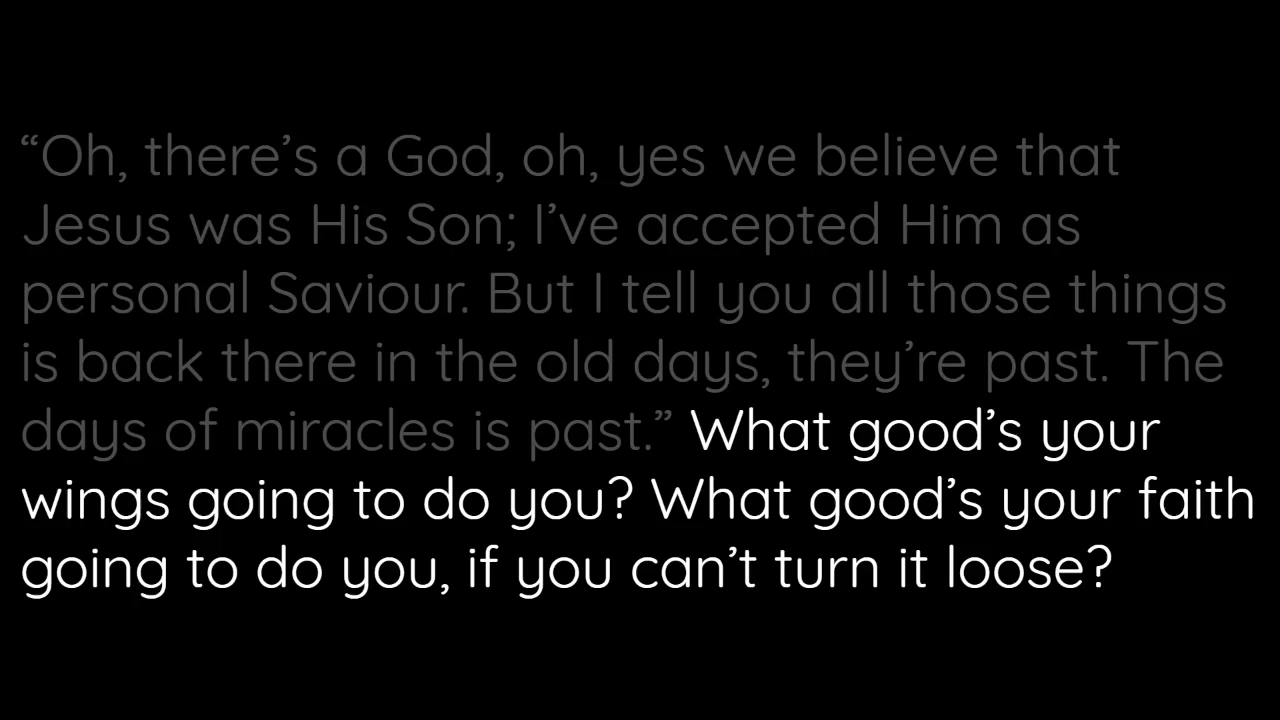 “Oh, there’s a God, oh, yes we believe that
Jesus was His Son; I’ve accepted Him as
personal Saviour. But I tell you all those things
is back there in the old days, they’re past. The
days of miracles is past.” What good’s your
wings going to do you? What good’s your faith
going to do you, if you can’t turn it loose?